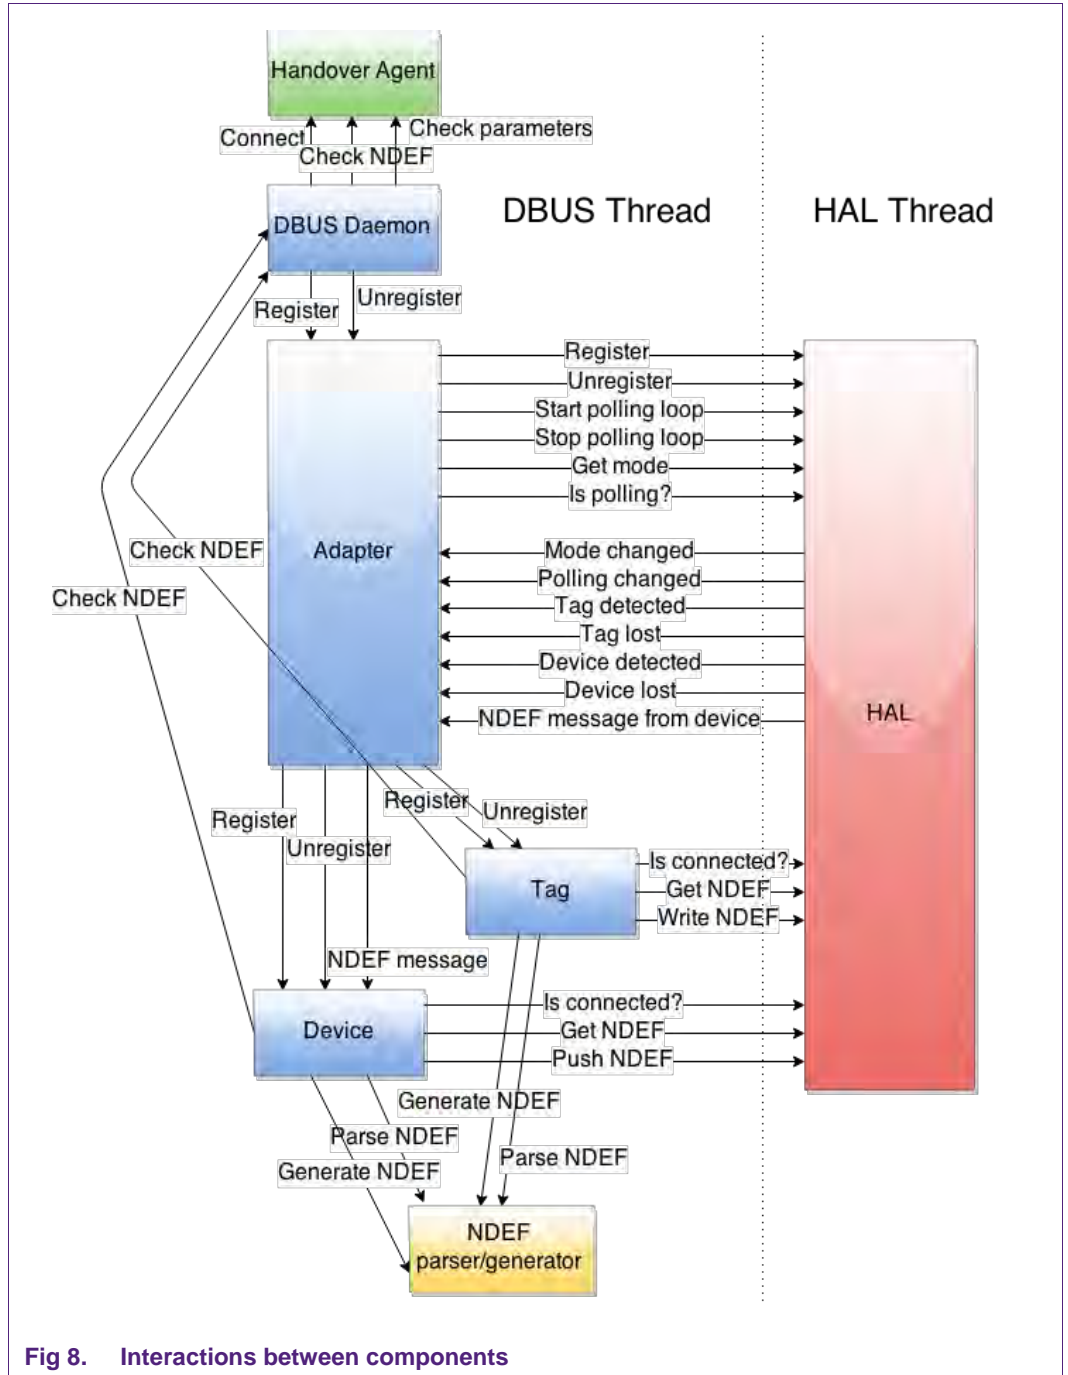 Handover Agent
Connect
Check NDEF
Check parameters
DBUS Daemon
DBUS Thread
HAL Thread
Register
Unregister
Register
Unregister
Start polling loop
Stop polling loop
Get mode
Is polling?
Adapter
Mode changed
Polling changed
Tag detected
Tag lost
Device detected
Device lost
NDEF message from device
HAL
Check NDEF
Check NDEF
Register
Unregister
Register
Unregister
Tag
Is connected?
Get NDEF
Write NDEF
NDEF message
Device
Is connected?
Get NDEF
Push NDEF
Generate NDEF
Parse NDEF
Parse NDEF
Generate NDEF
NDEF
parser/generator
Fig 8. Interactions between components